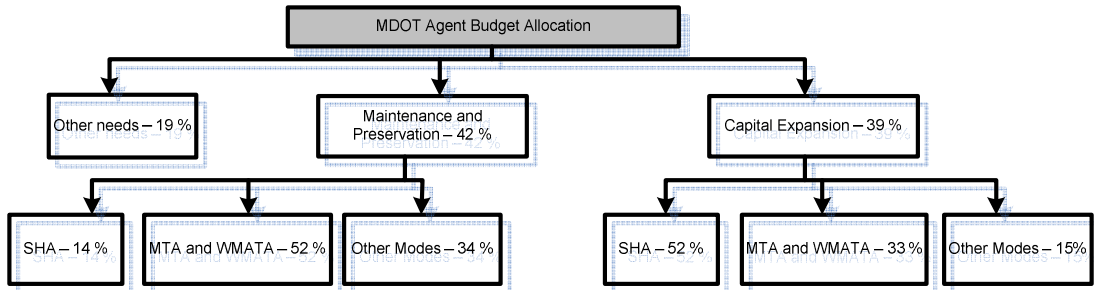 MDOT Agent Budget Allocation
Other needs – 19 %
Maintenance and
Preservation – 42 %
Capital Expansion – 39 %
SHA – 14 %
MTA and WMATA – 52 %
Other Modes – 34 %
SHA – 52 %
MTA and WMATA – 33 %
Other Modes – 15%